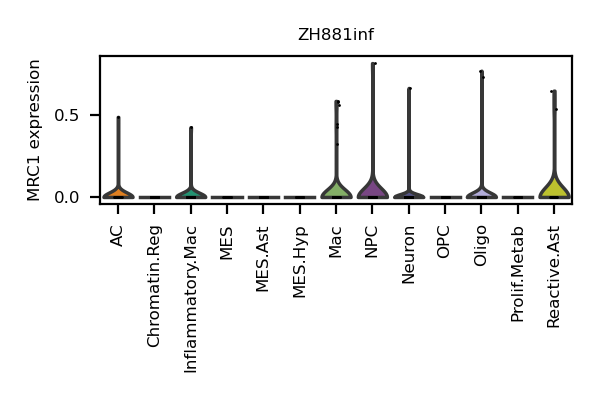 ZH881inf
MRC1 expression
0.5
0.0
AC
Chromatin.Reg
Inflammatory.Mac
MES
MES.Ast
MES.Hyp
Mac
NPC
Neuron
OPC
Oligo
Prolif.Metab
Reactive.Ast